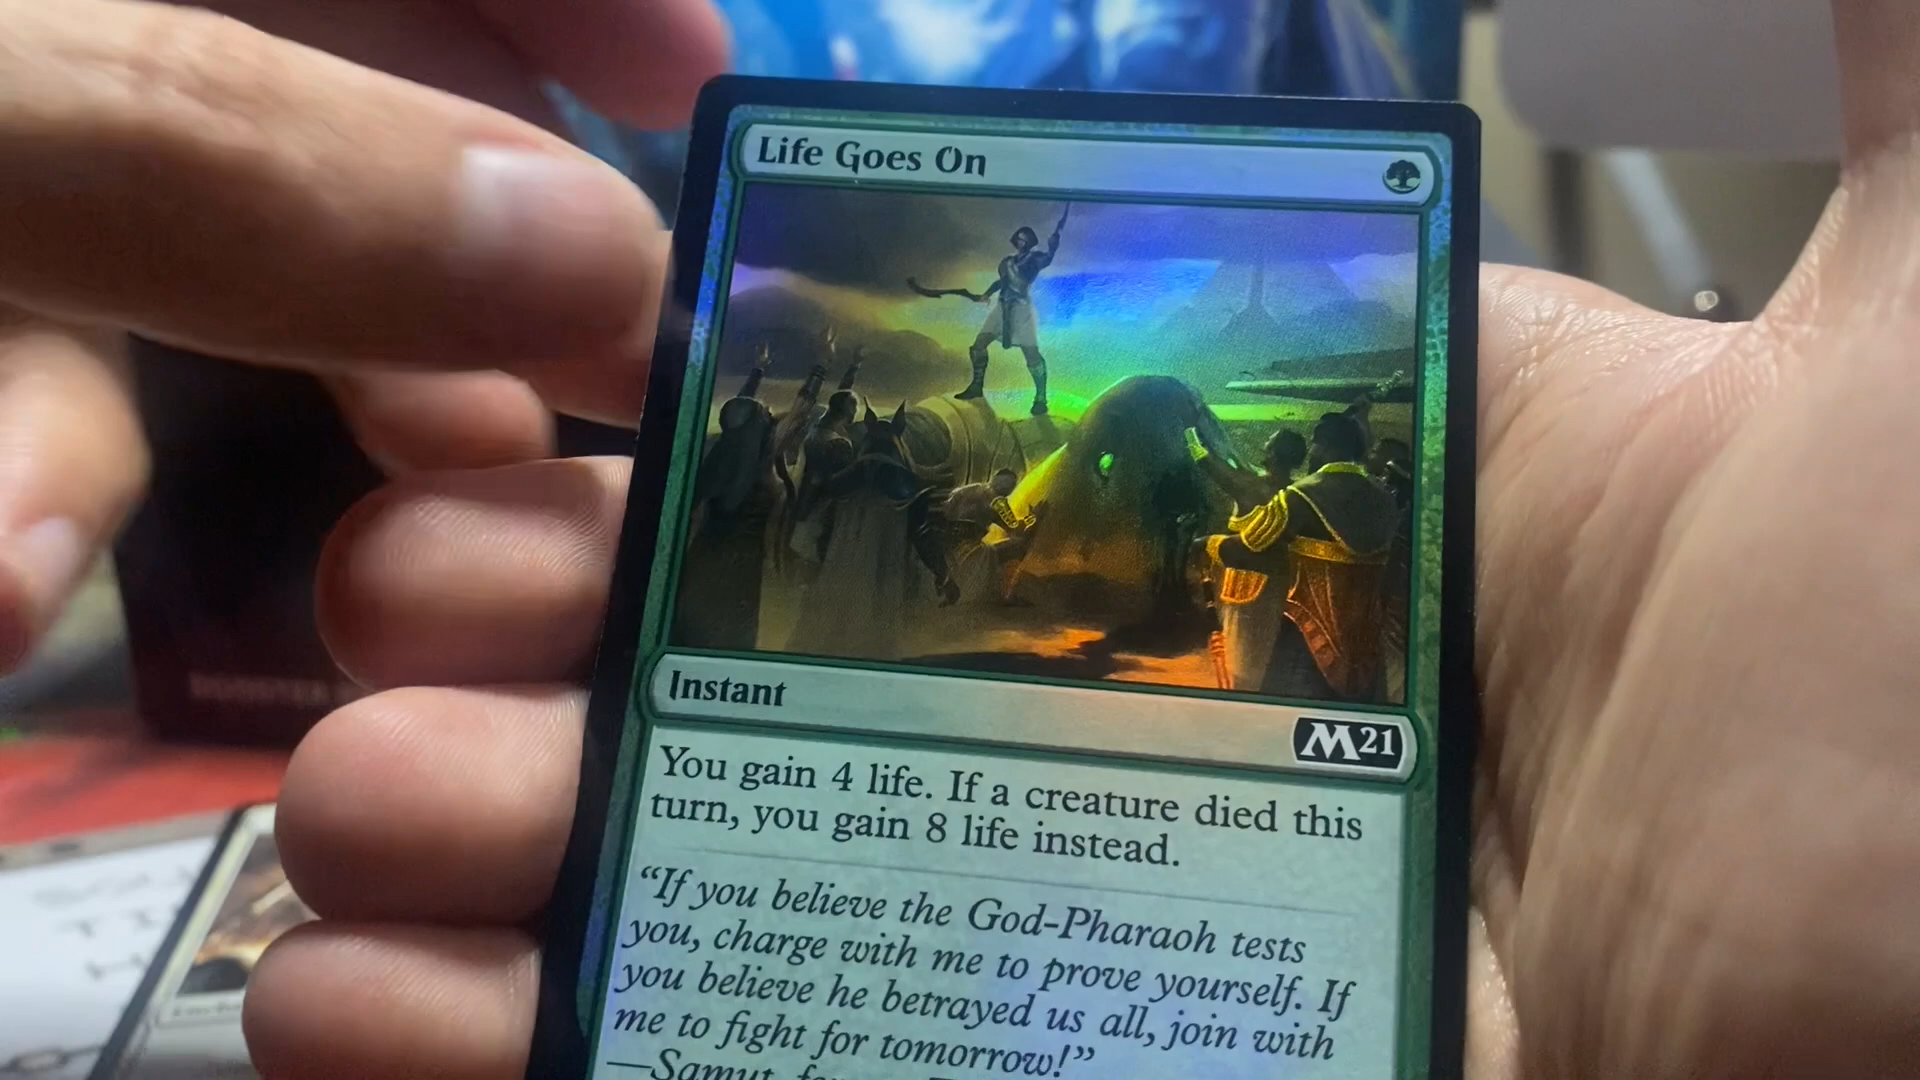 Life Goes On
Instant
M21
You gain 4 life. If a creature died this
turn, you gain 8 life instead.
“If you believe the God-Pharaoh tests
you, charge with me to prove yourself. If
you believe he betrayed us all, join with
me to fight for tomorrow!”
—Samut,